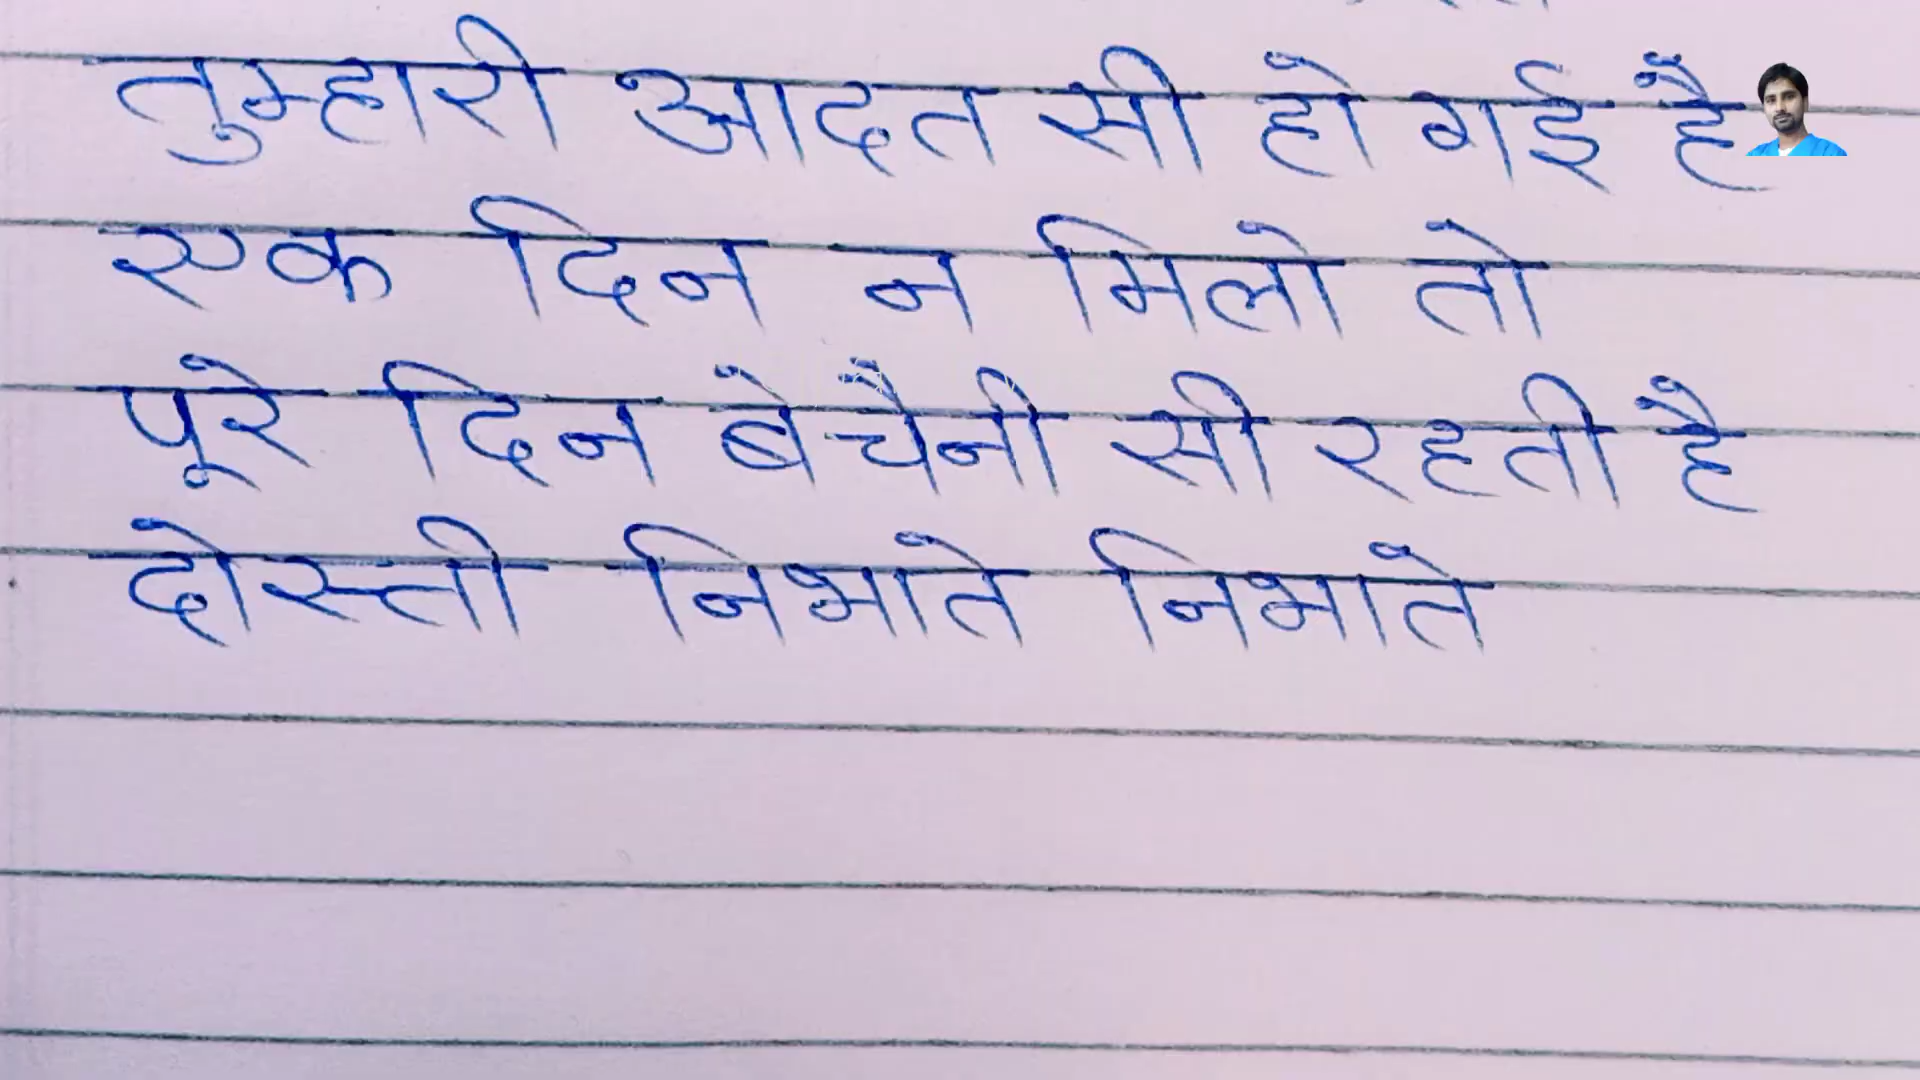 तुम्हारी आदत सी हो गई है
एक दिन न मिलो तो
पूरे दिन बेचैनी सी रहती है
दोस्ती निभाते निभाते